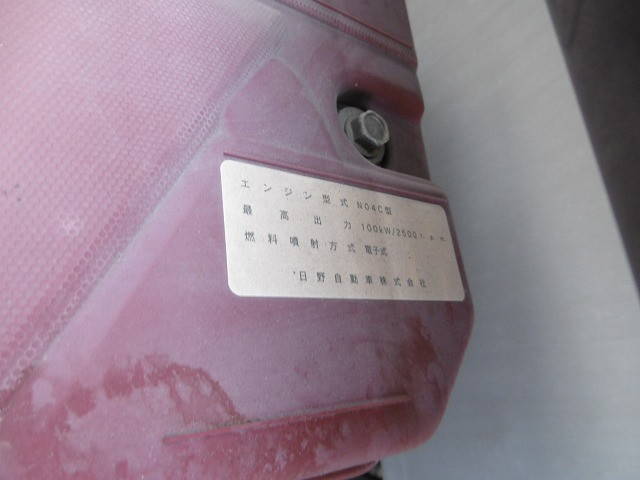 エンジン型式 N04C型
最高出力 100kW/2500r.p.m
燃料噴射方式 電子式
日野自動車株式会社